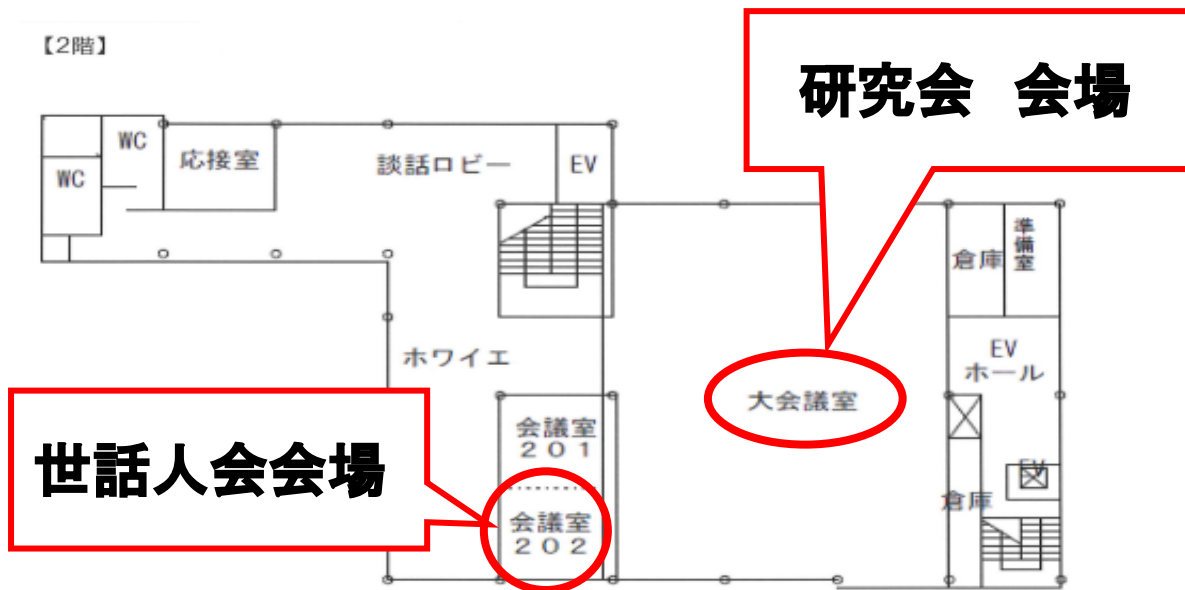 【2階】
研究会 会場
WC
WC
応接室
談話ロビー
EV
倉庫
準備室
ホワイエ
EV
ホール
大会議室
世話人会会場
会議室
２０１
会議室
２０２
倉庫
EV